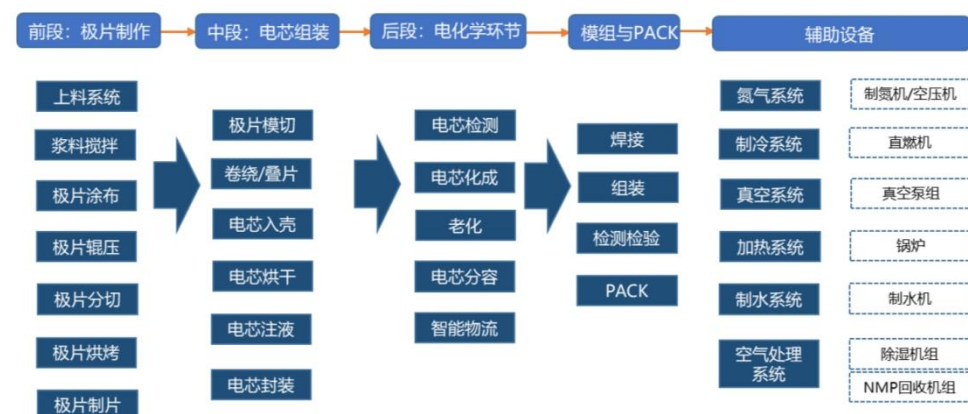 前段：极片制作
中段：电芯组装
后段：电化学环节
模组与PACK
辅助设备
上料系统
浆料搅拌
极片涂布
极片辊压
极片分切
极片烘烤
极片制片
极片模切
卷绕/叠片
电芯入壳
电芯烘干
电芯注液
电芯封装
电芯检测
电芯化成
老化
电芯分容
智能物流
焊接
组装
检测检验
PACK
氮气系统
制氮机/空压机
制冷系统
直燃机
真空系统
真空泵组
加热系统
锅炉
制水系统
制水机
空气处理
系统
除湿机组
NMP回收机组